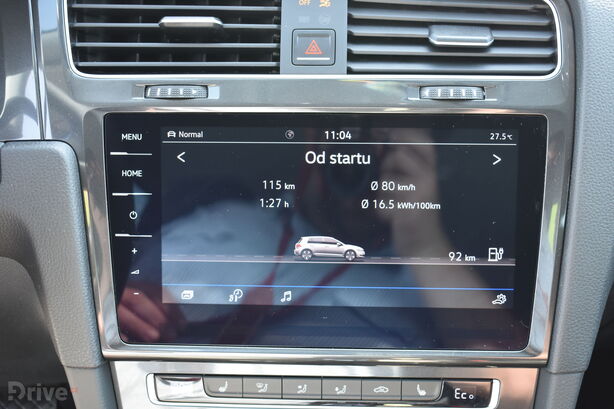 OFF
MENU
Normal
11:04
27.5°C
< Od startu >
HOME
115 km
Ø 80 km/h
1:27 h
Ø 16.5 kWh/100km
92 km
+
-
Drive
Eco